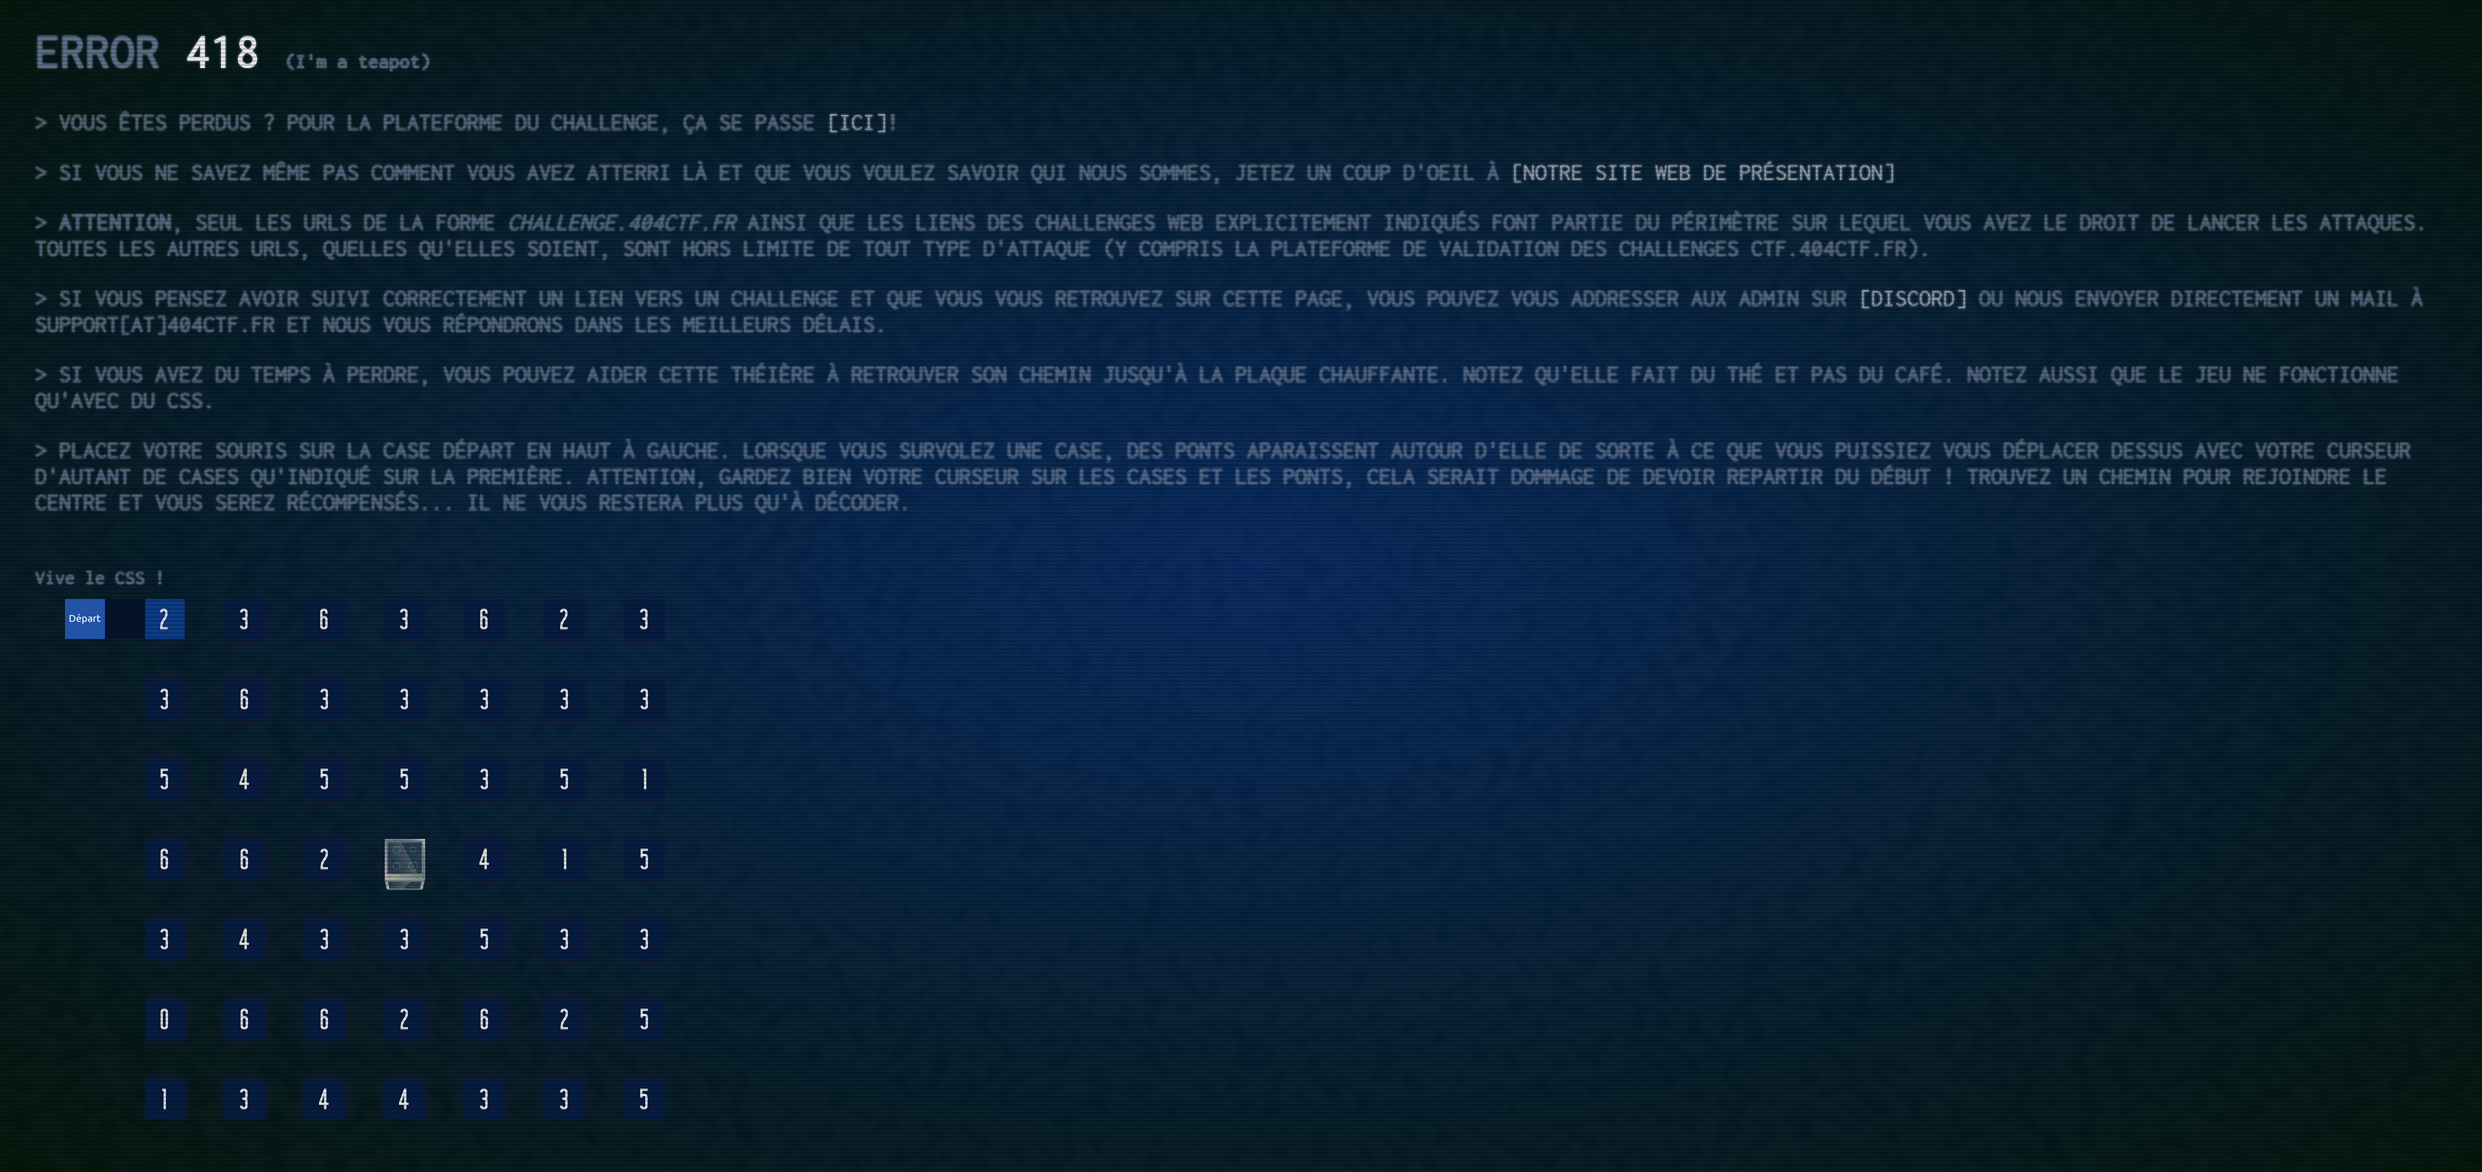 ERROR 418 (I'm a teapot)
> VOUS ÊTES PERDUS ? POUR LA PLATEFORME DU CHALLENGE, ÇA SE PASSE [ICI]!
> SI VOUS NE SAVEZ MÊME PAS COMMENT VOUS AVEZ ATTERRI LÀ ET QUE VOUS VOULEZ SAVOIR QUI NOUS SOMMES, JETEZ UN COUP D'OEIL À [NOTRE SITE WEB DE PRÉSENTATION]
> ATTENTION, SEUL LES URLS DE LA FORME CHALLENGE.404CTF.FR AINSI QUE LES LIENS DES CHALLENGES WEB EXPLICITEMENT INDIQUÉS FONT PARTIE DU PÉRIMÈTRE SUR LEQUEL VOUS AVEZ LE DROIT DE LANCER LES ATTAQUES.
TOUTES LES AUTRES URLS, QUELLES QU'ELLES SOIENT, SONT HORS LIMITE DE TOUT TYPE D'ATTAQUE (Y COMPRIS LA PLATEFORME DE VALIDATION DES CHALLENGES CTF.404CTF.FR).
> SI VOUS PENSEZ AVOIR SUIVI CORRECTEMENT UN LIEN VERS UN CHALLENGE ET QUE VOUS VOUS RETROUVEZ SUR CETTE PAGE, VOUS POUVEZ VOUS ADDRESSER AUX ADMIN SUR [DISCORD] OU NOUS ENVOYER DIRECTEMENT UN MAIL À
SUPPORT[AT]404CTF.FR ET NOUS VOUS RÉPONDRONS DANS LES MEILLEURS DÉLAIS.
> SI VOUS AVEZ DU TEMPS À PERDRE, VOUS POUVEZ AIDER CETTE THÉIÈRE À RETROUVER SON CHEMIN JUSQU'À LA PLAQUE CHAUFFANTE. NOTEZ QU'ELLE FAIT DU THÉ ET PAS DU CAFÉ. NOTEZ AUSSI QUE LE JEU NE FONCTIONNE
QU'AVEC DU CSS.
> PLACEZ VOTRE SOURIS SUR LA CASE DÉPART EN HAUT À GAUCHE. LORSQUE VOUS SURVOLEZ UNE CASE, DES PONTS APARAISSENT AUTOUR D'ELLE DE SORTE À CE QUE VOUS PUISSIEZ VOUS DÉPLACER DESSUS AVEC VOTRE CURSEUR
D'AUTANT DE CASES QU'INDIQUÉ SUR LA PREMIÈRE. ATTENTION, GARDEZ BIEN VOTRE CURSEUR SUR LES CASES ET LES PONTS, CELA SERAIT DOMMAGE DE DEVOIR REPARTIR DU DÉBUT ! TROUVEZ UN CHEMIN POUR REJOINDRE LE
CENTRE ET VOUS SEREZ RÉCOMPENSÉS... IL NE VOUS RESTERA PLUS QU'À DÉCODER.
Vive le CSS !
Départ 2 3 6 3 6 2 3
3 6 3 3 3 3 3
5 4 5 5 3 5 1
6 6 2 4 1 5
3 4 3 3 5 3 3
0 6 6 2 6 2 5
1 3 4 4 3 3 5